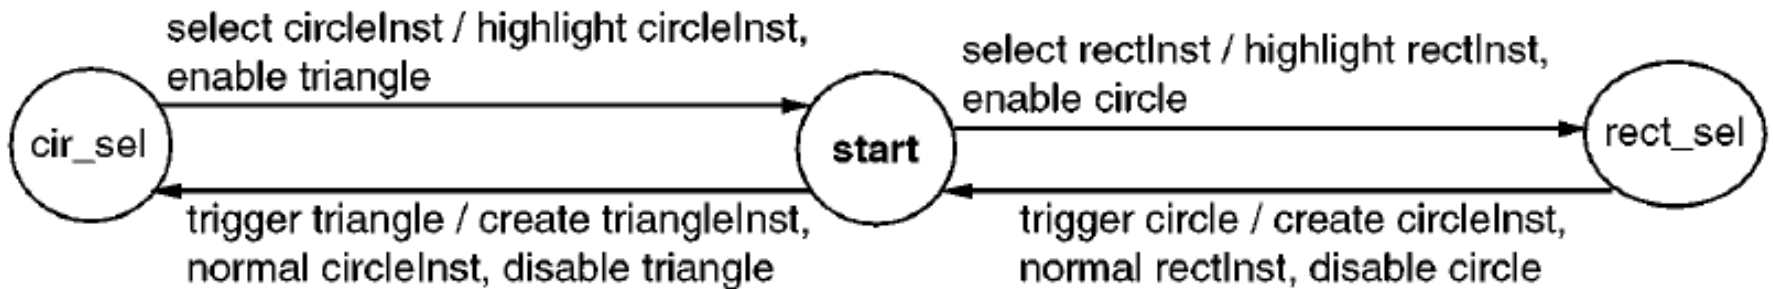 select circleInst / highlight circleInst,
enable triangle
select rectInst / highlight rectInst,
enable circle
cir_sel
start
rect_sel
trigger triangle / create triangleInst,
normal circleInst, disable triangle
trigger circle / create circleInst,
normal rectInst, disable circle